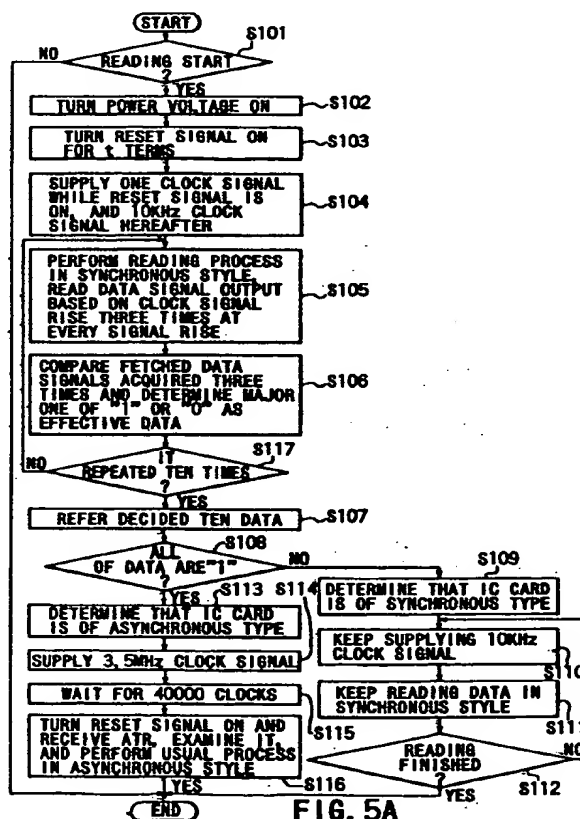 START
S101
NO
READING START
?
YES
TURN POWER VOLTAGE ON
S102
TURN RESET SIGNAL ON
FOR t TERMS
S103
SUPPLY ONE CLOCK SIGNAL
WHILE RESET SIGNAL IS
ON, AND 10KHz CLOCK
SIGNAL HEREAFTER
S104
PERFORM READING PROCESS
IN SYNCHRONOUS STYLE,
READ DATA SIGNAL OUTPUT
BASED ON CLOCK SIGNAL
RISE THREE TIMES AT
EVERY SIGNAL RISE
S105
COMPARE FETCHED DATA
SIGNALS ACQUIRED THREE
TIMES AND DETERMINE MAJOR
ONE OF "1" OR "0" AS
EFFECTIVE DATA
S106
S117
NO
IT
REPEATED TEN TIMES
?
YES
REFER DECIDED TEN DATA
S107
S108
ALL
OF DATA ARE"1"
?
NO
YES
S113
DETERMINE THAT IC CARD
IS OF ASYNCHRONOUS TYPE
S114
SUPPLY 3,5MHz CLOCK SIGNAL
WAIT FOR 40000 CLOCKS
S115
TURN RESET SIGNAL ON AND
RECEIVE ATR, EXAMINE IT,
AND PERFORM USUAL PROCESS
IN ASYNCHRONOUS STYLE
S116
YES
S109
DETERMINE THAT IC CARD
IS OF SYNCHRONOUS TYPE
KEEP SUPPLYING 10KHz
CLOCK SIGNAL
S110
KEEP READING DATA IN
SYNCHRONOUS STYLE
S111
READING
FINISHED
?
NO
S112
YES
END
FIG. 5A